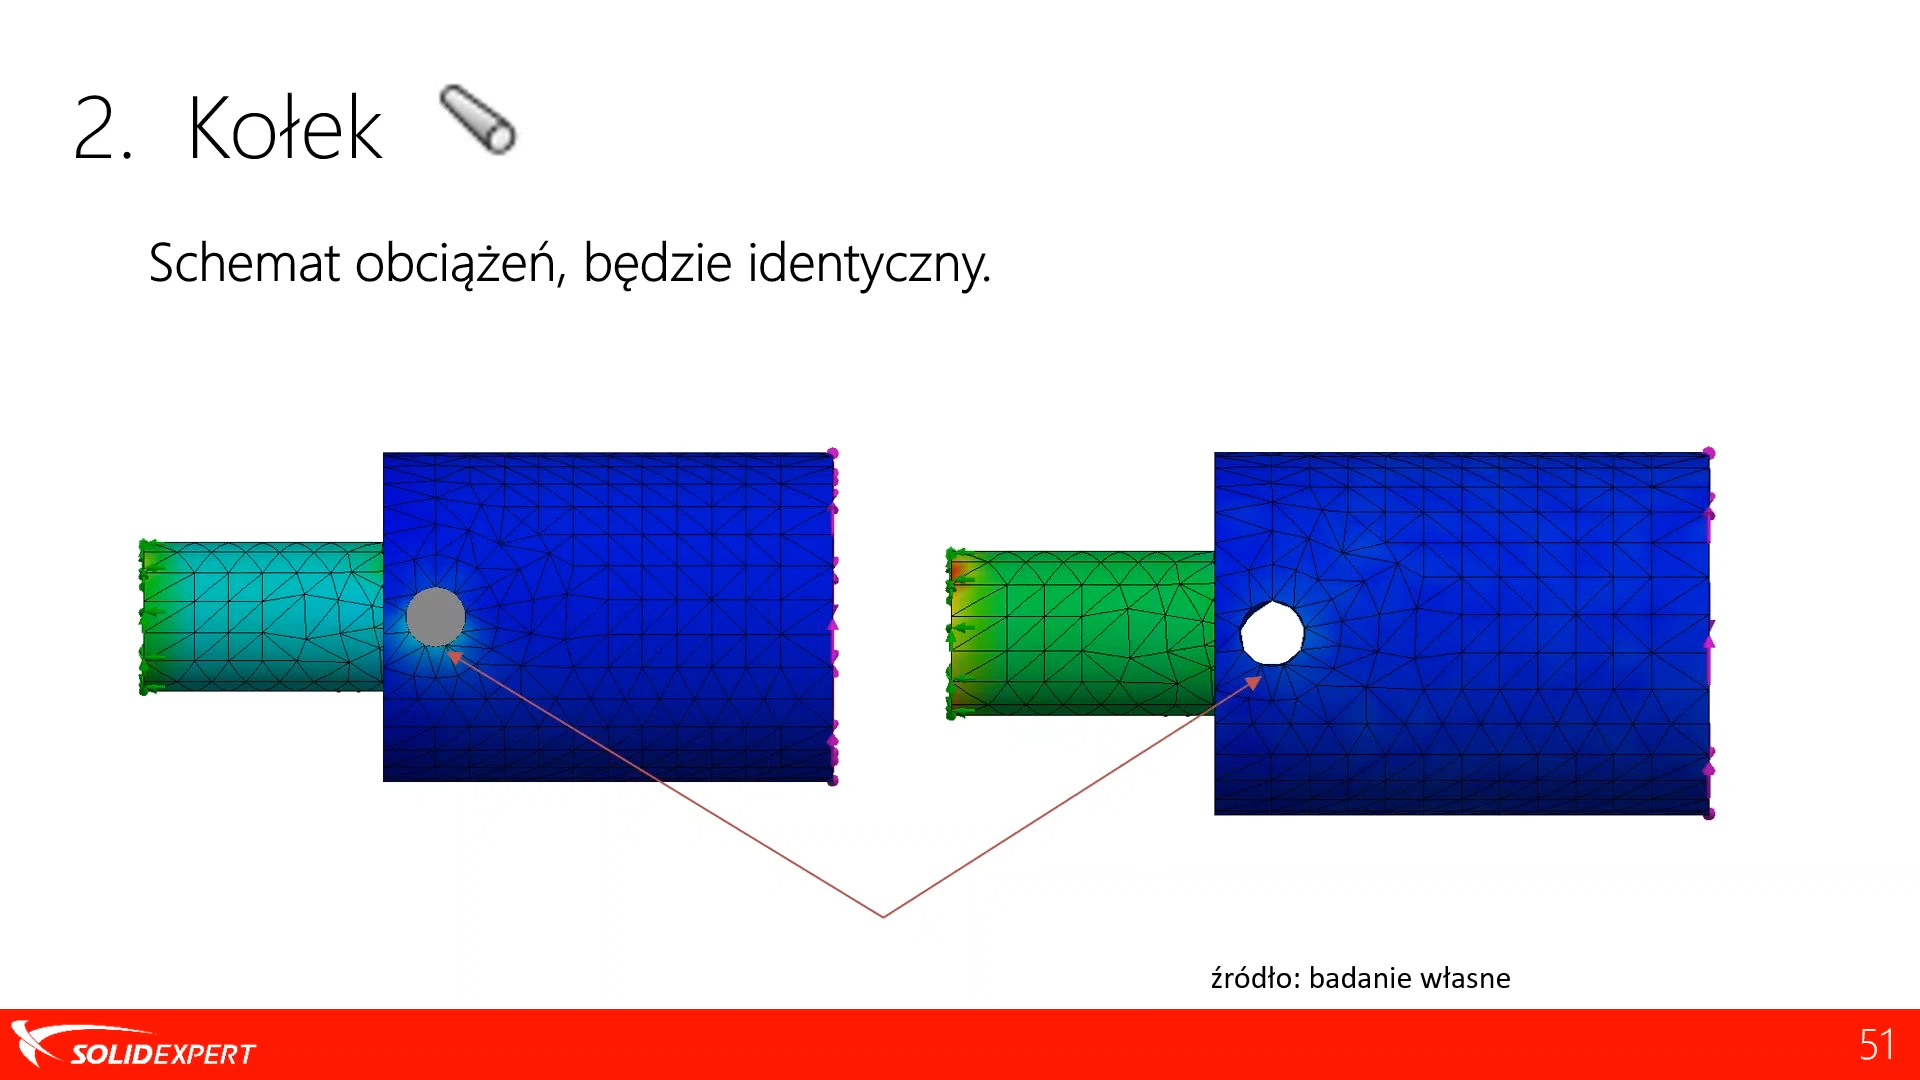 2. Kołek
Schemat obciążeń, będzie identyczny.
źródło: badanie własne
SOLIDEXPERT
51